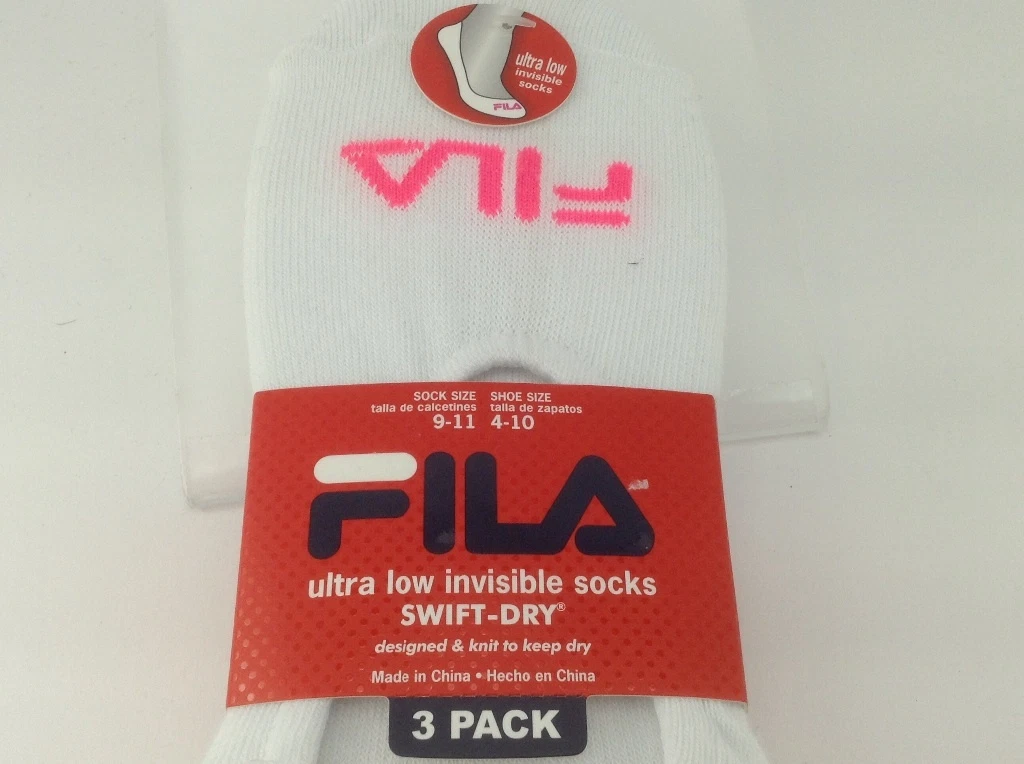 ultra low
invisible
socks
FILA
FILA
SOCK SIZE SHOE SIZE
talla de calcetines talla de zapatos
9-11 4-10
FILA
ultra low invisible socks
SWIFT-DRY®
designed & knit to keep dry
Made in China • Hecho en China
3 PACK